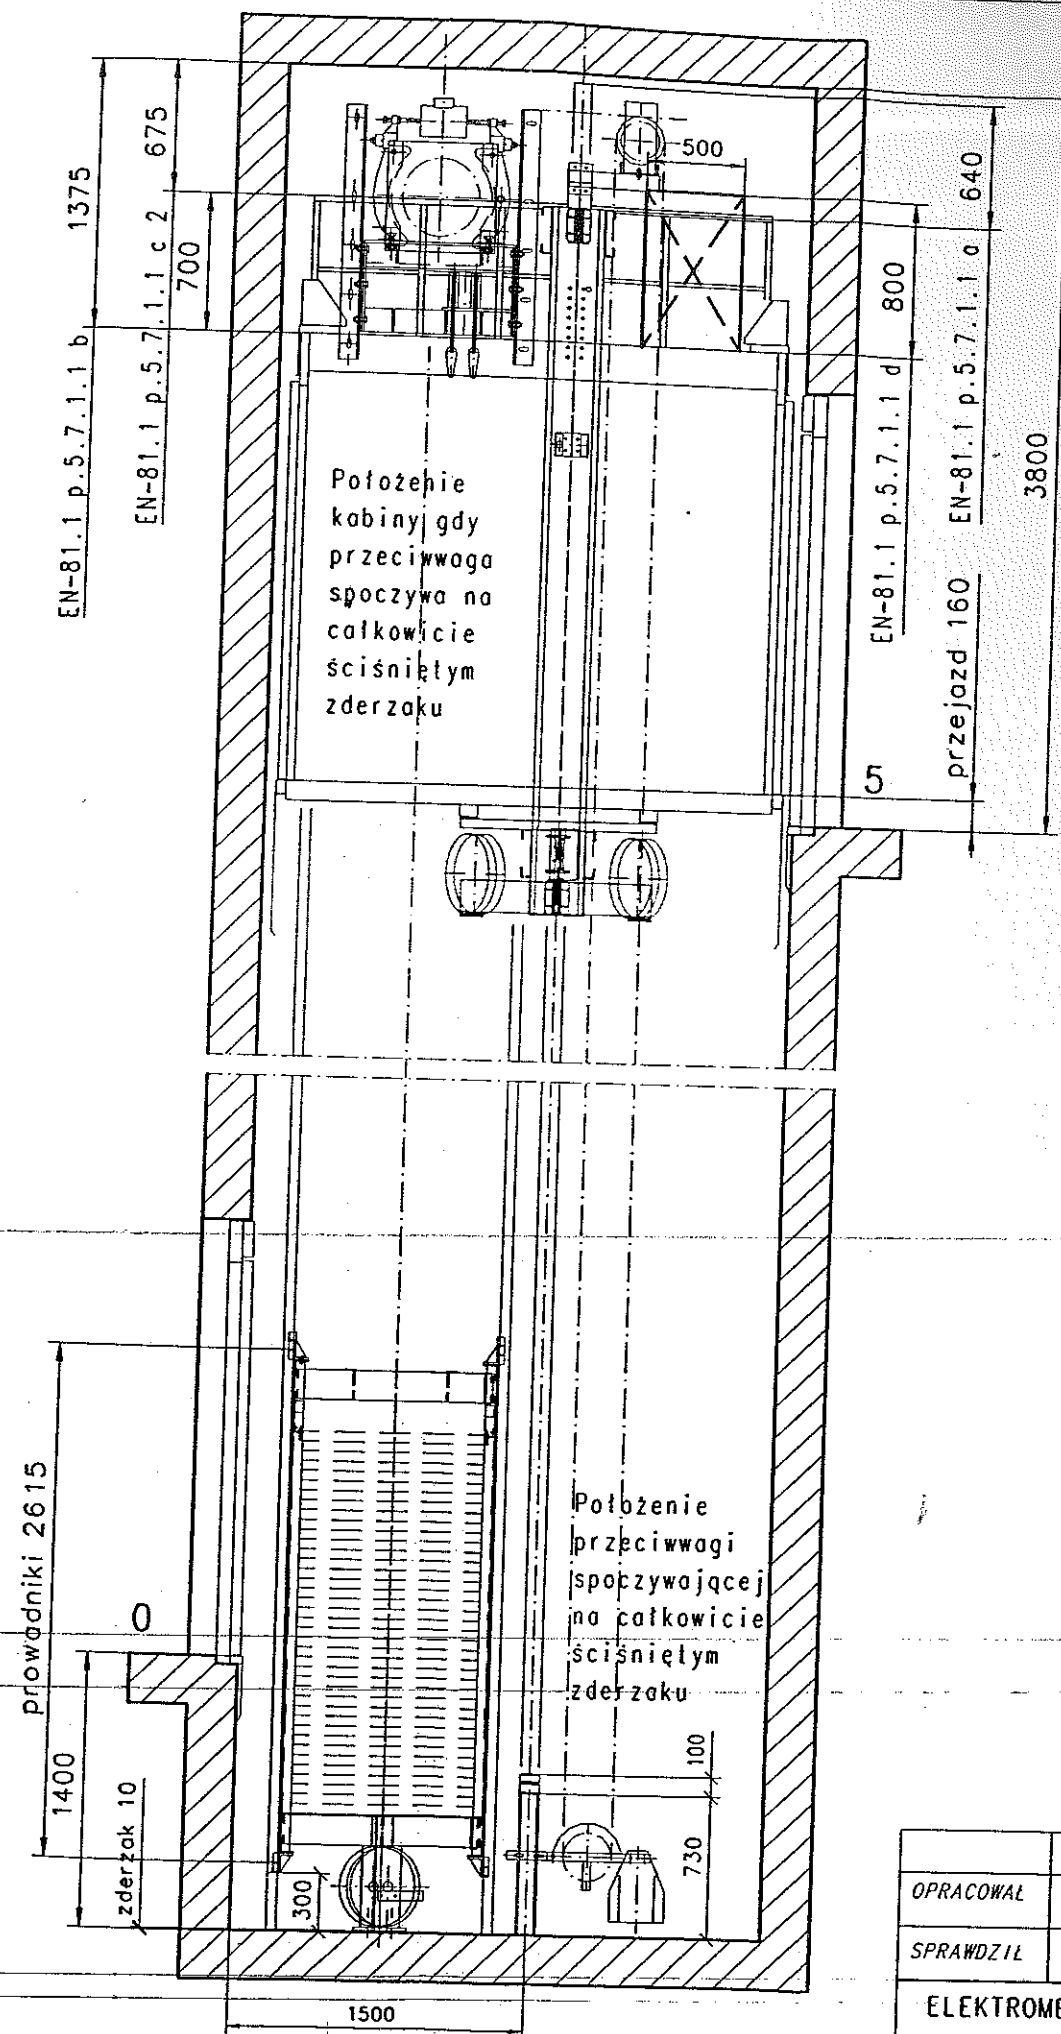 1375
EN-81.1 p.5.7.1.1 b
675
EN-81.1 p.5.7.1.1 c 2
700
500
640
EN-81.1 p.5.7.1.1 a
800
EN-81.1 p.5.7.1.1 d
3800
przejazd 160
5
Położenie
kabiny gdy
przeciwwaga
spoczywa na
całkowicie
ściśniętym
zderzaku
prowadniki 2615
0
1400
zderzak 10
300
Położenie
przeciwwagi
spoczywającej
na całkowicie
ściśniętym
zderzaku
100
730
1500
OPRACOWAŁ
SPRAWDZIŁ